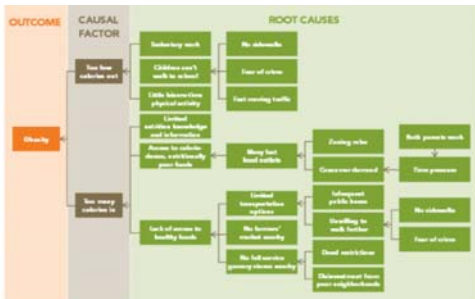 OUTCOME
CAUSAL
FACTOR
ROOT CAUSES
Obesity
Too few
calories out
Too many
calories in
Sedentary work
Children can't
walk to school
Little leisure-time
physical activity
No sidewalks
Fear of crime
Fast-moving traffic
Limited
nutrition knowledge
and information
Access to calorie-
dense, nutritionally
poor foods
Many fast
food outlets
Zoning rules
Consumer demand
Both parents work
Time pressure
Lack of access to
healthy foods
Limited
transportation
options
No farmers'
market nearby
No full service
grocery stores nearby
Infrequent
public buses
Unwilling to
walk further
No sidewalks
Fear of crime
Deed restrictions
Disinvestment from
poor neighborhoods